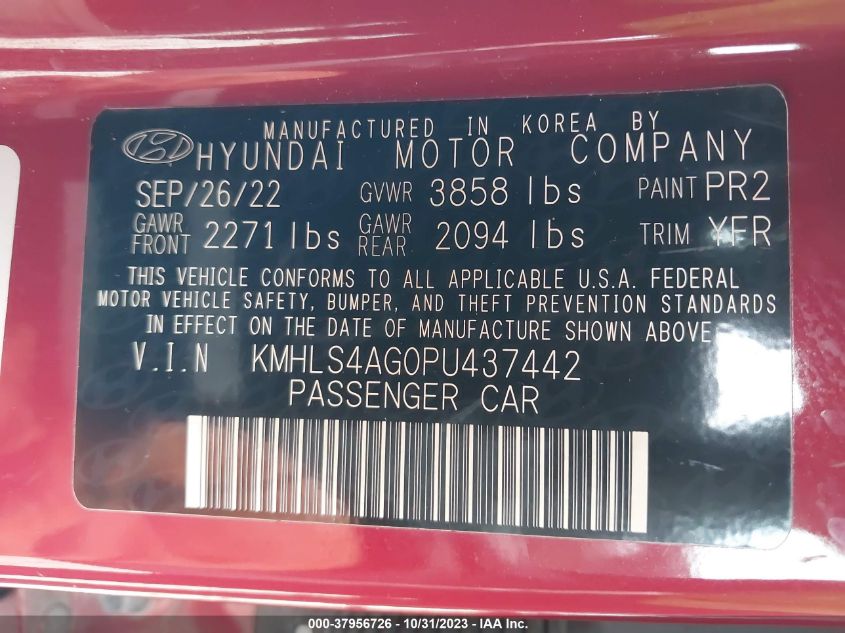 MANUFACTURED IN KOREA BY
HYUNDAI MOTOR COMPANY
SEP/26/22 GVWR 3858 lbs PAINT PR2
GAWR FRONT 2271 lbs GAWR REAR 2094 lbs TRIM YFR
THIS VEHICLE CONFORMS TO ALL APPLICABLE U.S.A. FEDERAL
MOTOR VEHICLE SAFETY, BUMPER, AND THEFT PREVENTION STANDARDS
IN EFFECT ON THE DATE OF MANUFACTURE SHOWN ABOVE.
V.I.N KMHLS4AG0PU437442
PASSENGER CAR
000-37956726 - 10/31/2023 - IAA Inc.